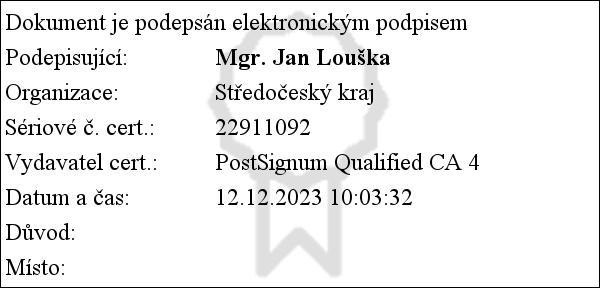 Dokument je podepsán elektronickým podpisem
Podepisující: Mgr. Jan Louška
Organizace: Středočeský kraj
Sériové č. cert.: 22911092
Vydavatel cert.: PostSignum Qualified CA 4
Datum a čas: 12.12.2023 10:03:32
Důvod:
Místo: